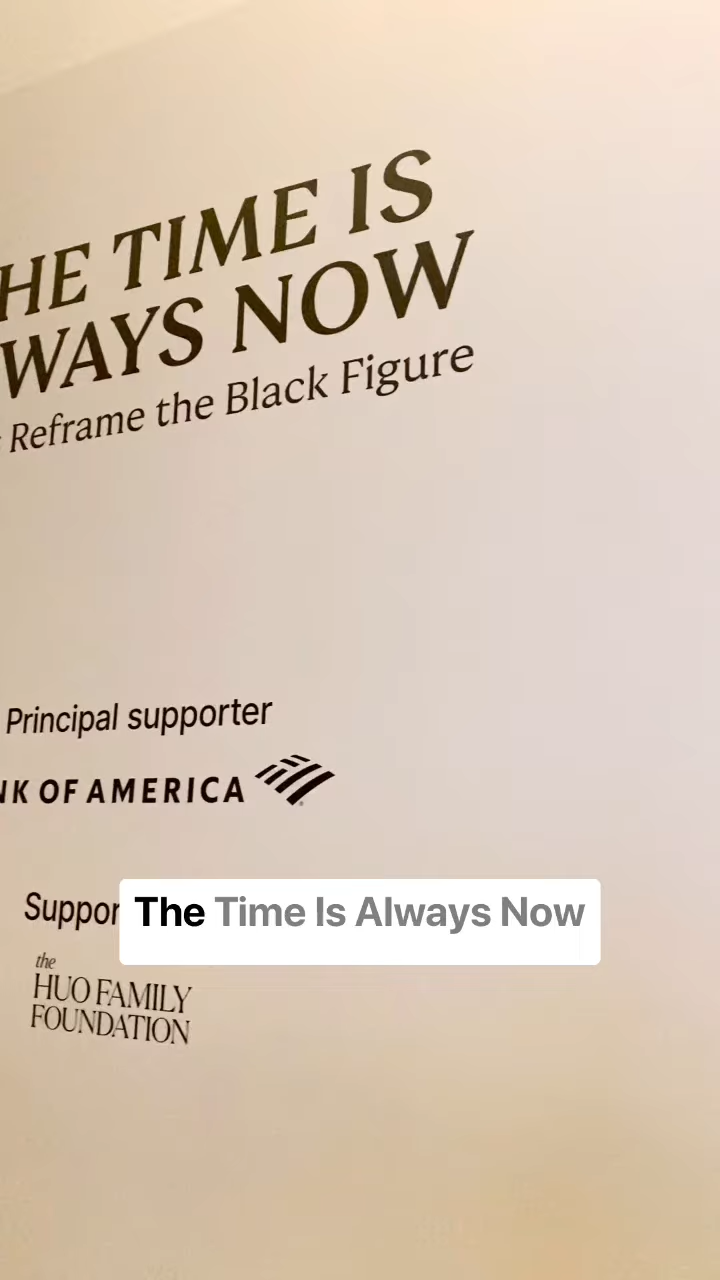 HE TIME IS
WAYS NOW
Reframe the Black Figure
Principal supporter
NK OF AMERICA
Suppor
The Time Is Always Now
the
HUO FAMILY
FOUNDATION